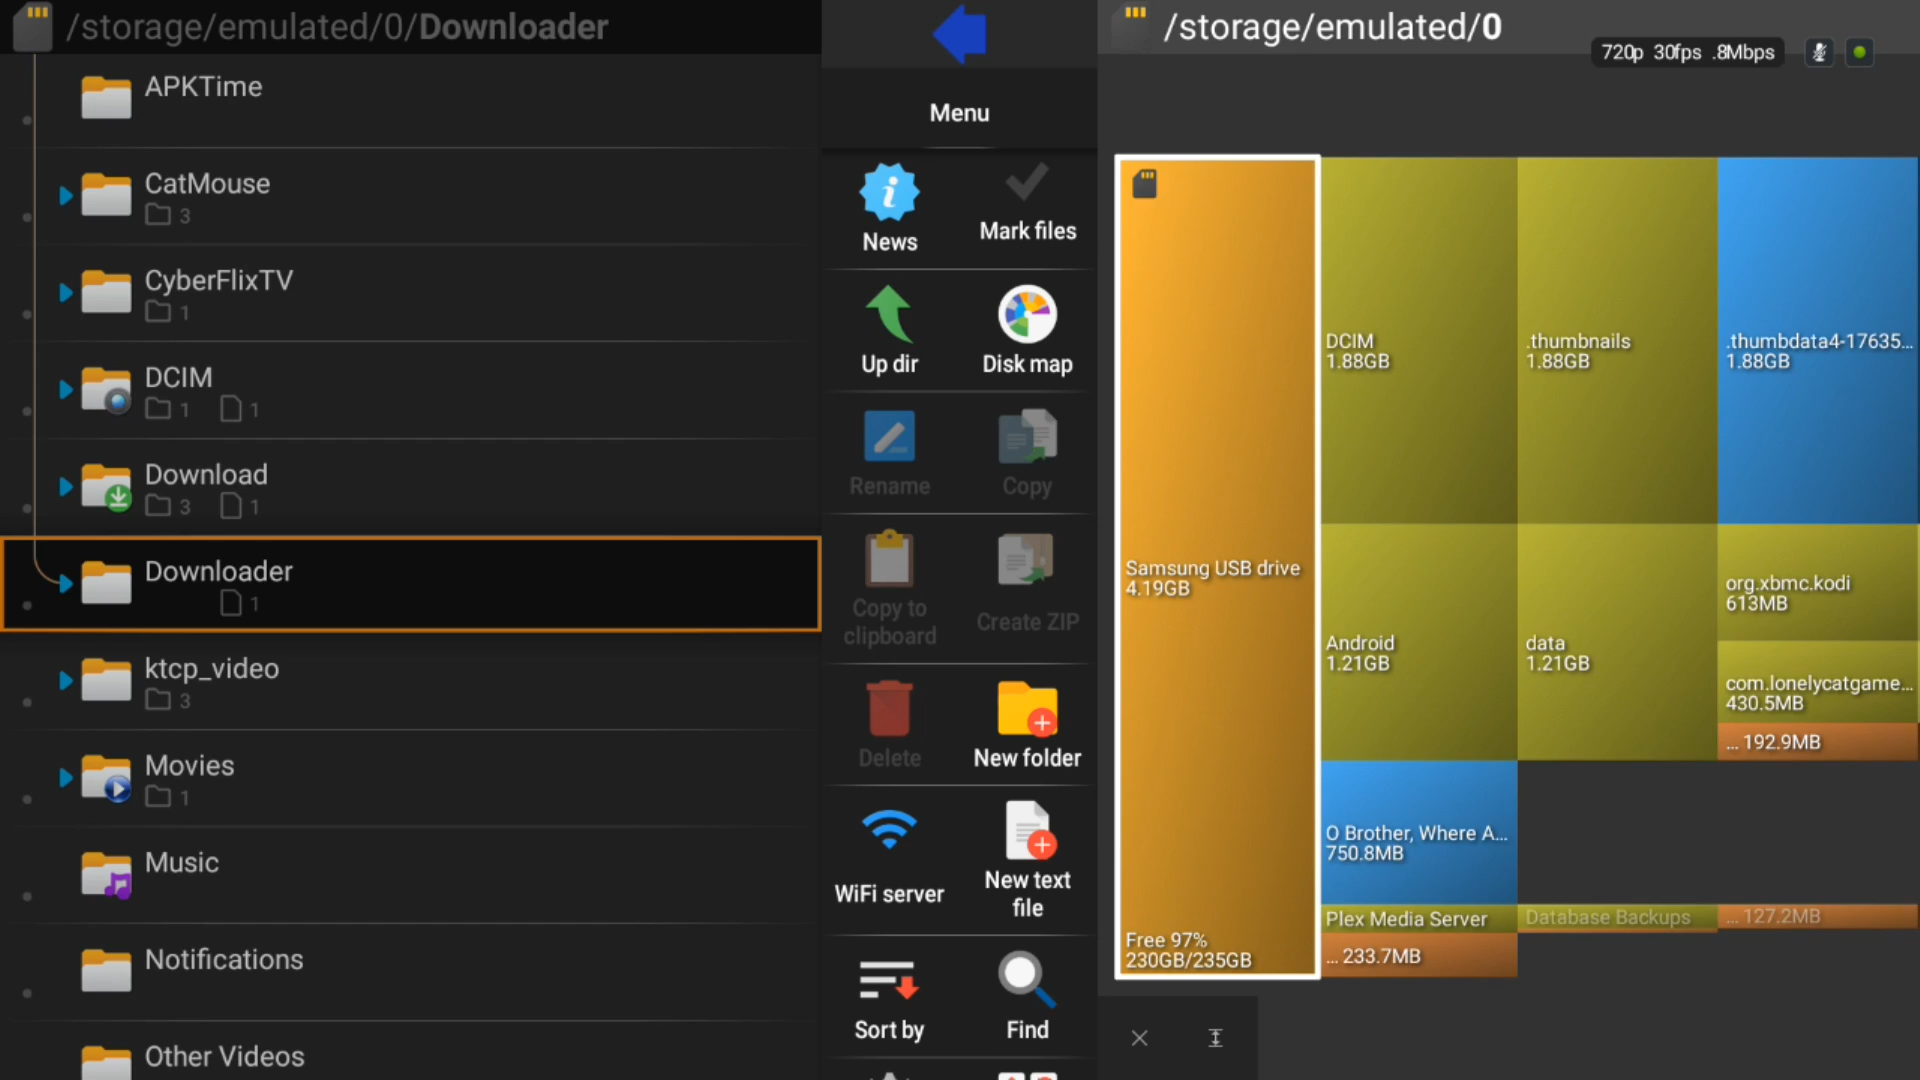 /storage/emulated/0/Downloader
APKTime
CatMouse
3
CyberFlixTV
1
DCIM
1 1
Download
3 1
Downloader
1
ktcp_video
3
Movies
1
Music
Notifications
Other Videos
Menu
News
Mark files
Up dir
Disk map
Rename
Copy
Copy to
clipboard
Create ZIP
Delete
New folder
WiFi server
New text
file
Sort by
Find
/storage/emulated/0
720p 30fps .8Mbps
Samsung USB drive
4.19GB
Free 97%
230GB/235GB
DCIM
1.88GB
.thumbnails
1.88GB
.thumbdata4-17635...
1.88GB
Android
1.21GB
data
1.21GB
org.xbmc.kodi
613MB
com.lonelycatgame...
430.5MB
... 192.9MB
O Brother, Where A...
750.8MB
Plex Media Server
Database Backups
... 127.2MB
... 233.7MB